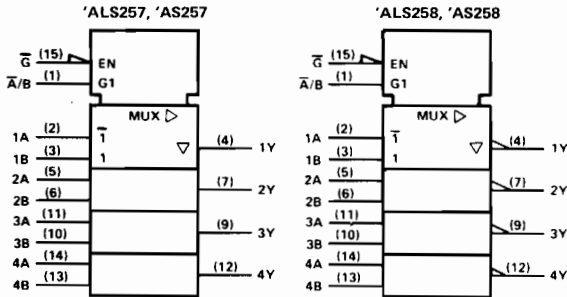 'ALS257, 'AS257
G̅ (15) EN
A̅/B (1) G1
MUX ▷
1A (2) 1̅ ▽ (4) 1Y
1B (3) 1
2A (5) (7) 2Y
2B (6)
3A (11) (9) 3Y
3B (10)
4A (14) (12) 4Y
4B (13)
'ALS258, 'AS258
G̅ (15) EN
A̅/B (1) G1
MUX ▷
1A (2) 1̅ ▽ (4) 1Y
1B (3) 1
2A (5) (7) 2Y
2B (6)
3A (11) (9) 3Y
3B (10)
4A (14) (12) 4Y
4B (13)